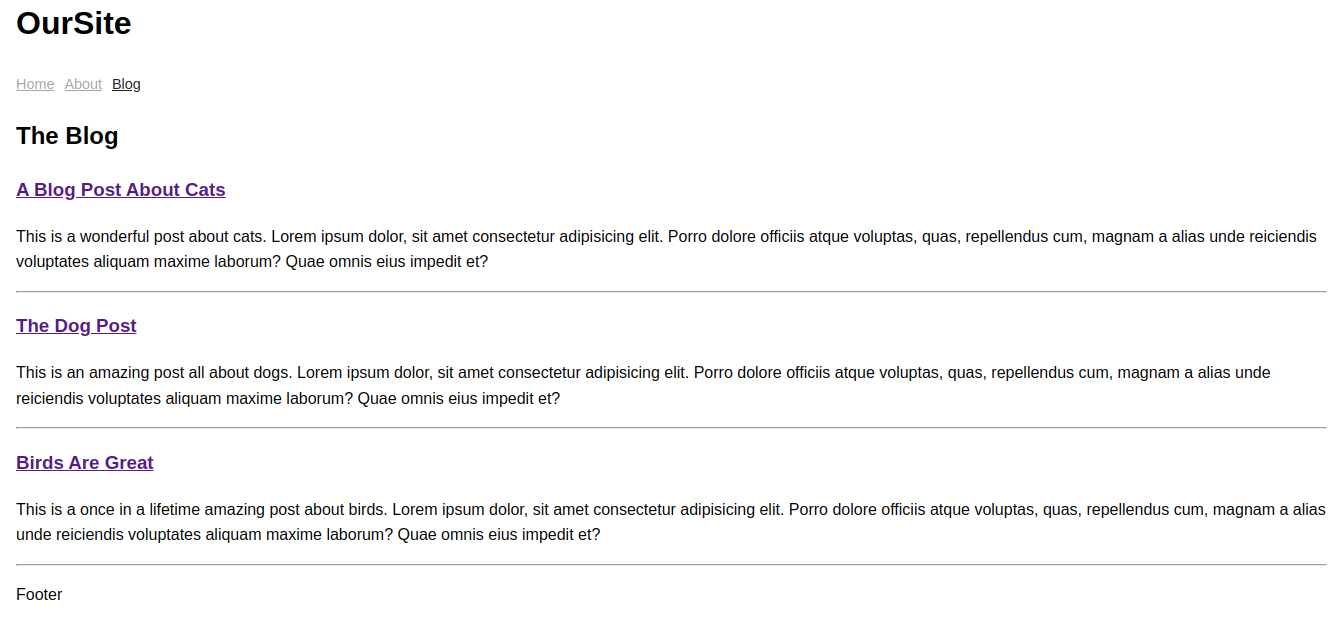 OurSite
Home About Blog
The Blog
A Blog Post About Cats
This is a wonderful post about cats. Lorem ipsum dolor, sit amet consectetur adipisicing elit. Porro dolore officiis atque voluptas, quas, repellendus cum, magnam a alias unde reiciendis
voluptates aliquam maxime laborum? Quae omnis eius impedit et?
The Dog Post
This is an amazing post all about dogs. Lorem ipsum dolor, sit amet consectetur adipisicing elit. Porro dolore officiis atque voluptas, quas, repellendus cum, magnam a alias unde
reiciendis voluptates aliquam maxime laborum? Quae omnis eius impedit et?
Birds Are Great
This is a once in a lifetime amazing post about birds. Lorem ipsum dolor, sit amet consectetur adipisicing elit. Porro dolore officiis atque voluptas, quas, repellendus cum, magnam a alias
unde reiciendis voluptates aliquam maxime laborum? Quae omnis eius impedit et?
Footer